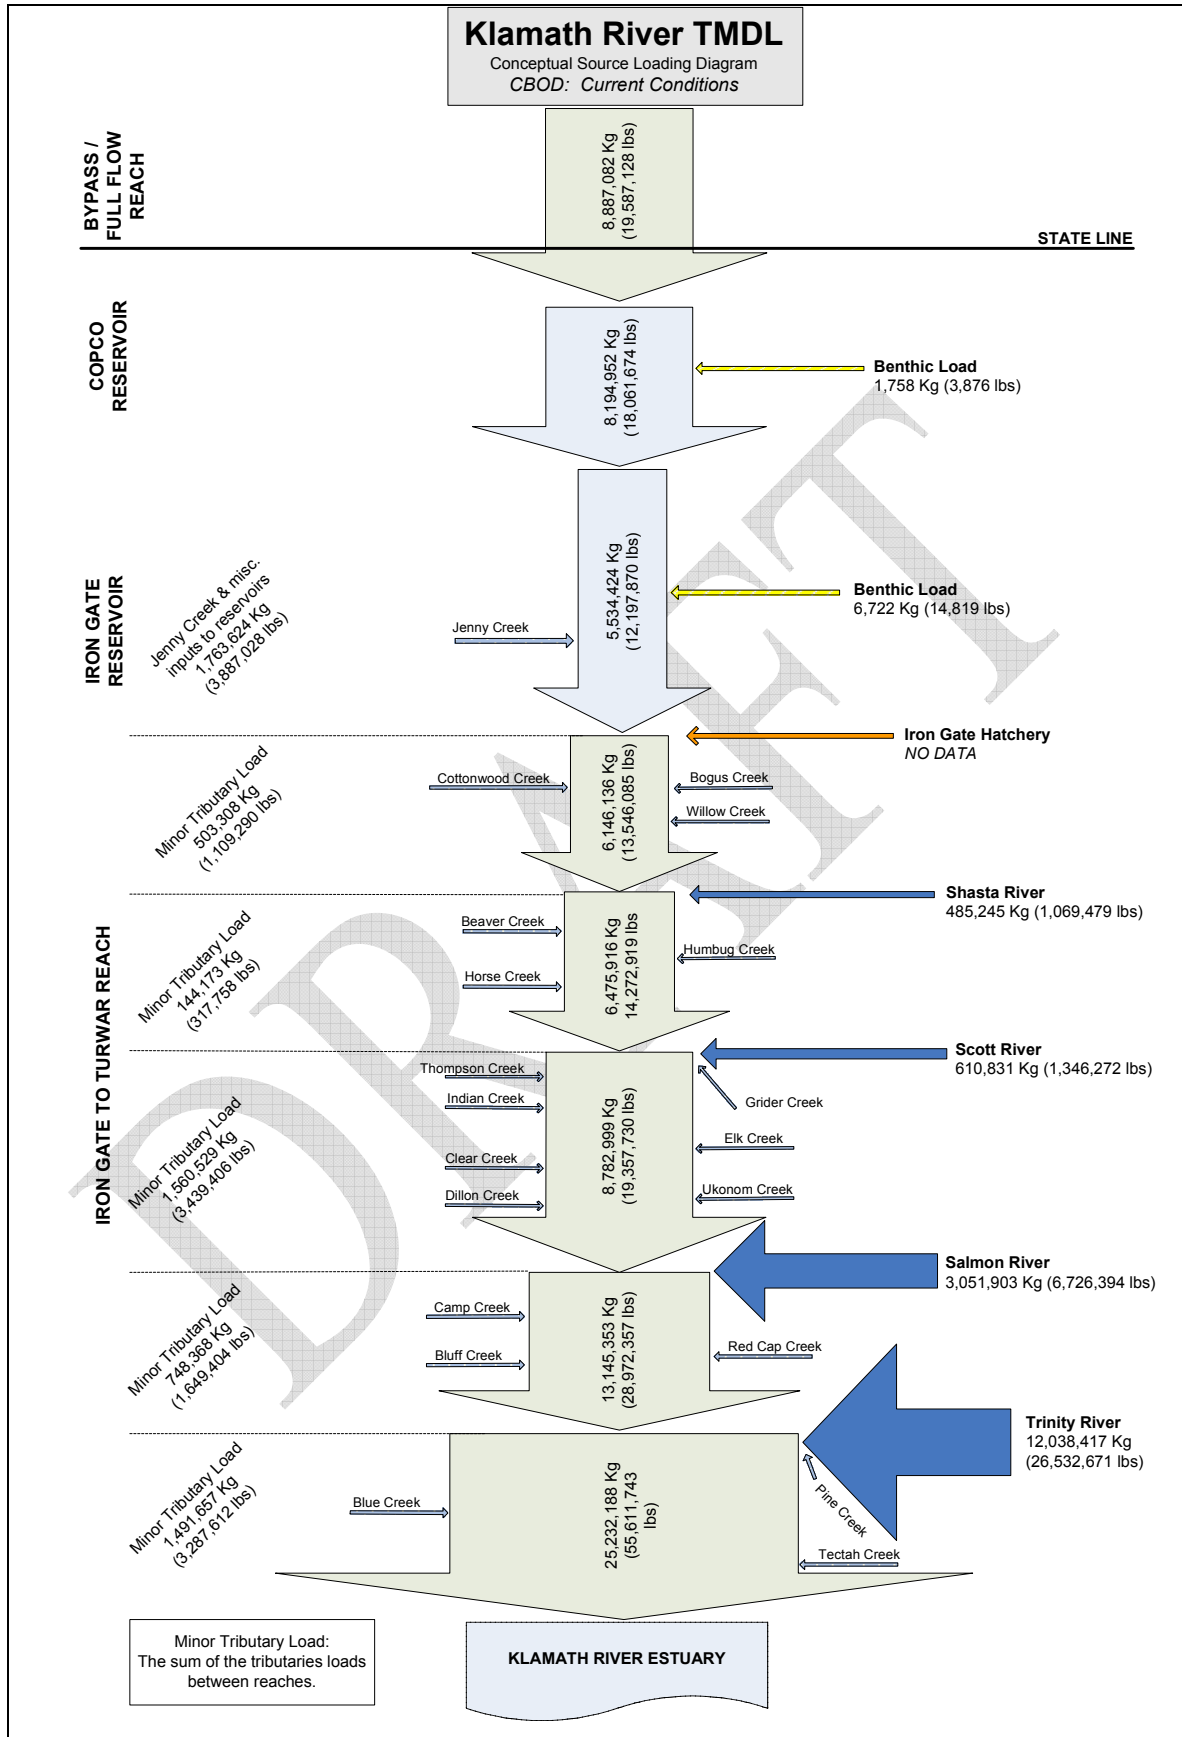 Klamath River TMDL
Conceptual Source Loading Diagram
CBOD:  Current Conditions
BYPASS /
FULL FLOW
REACH
8,887,082 Kg
(19,587,128 lbs)
STATE LINE
COPCO
RESERVOIR
8,194,952 Kg
(18,061,674 lbs)
Benthic Load
1,758 Kg (3,876 lbs)
IRON GATE
RESERVOIR
Jenny Creek & misc.
inputs to reservoirs
1,763,624 Kg
(3,887,028 lbs)
Jenny Creek
5,534,424 Kg
(12,197,870 lbs)
Benthic Load
6,722 Kg (14,819 lbs)
Iron Gate Hatchery
NO DATA
IRON GATE TO TURWAR REACH
Minor Tributary Load
503,308 Kg
(1,109,290 lbs)
Cottonwood Creek
6,146,136 Kg
(13,546,085 lbs)
Bogus Creek
Willow Creek
Shasta River
485,245 Kg (1,069,479 lbs)
Minor Tributary Load
144,173 Kg
(317,758 lbs)
Beaver Creek
Horse Creek
6,475,916 Kg
14,272,919 lbs
Humbug Creek
Scott River
610,831 Kg (1,346,272 lbs)
Minor Tributary Load
1,560,529 Kg
(3,439,406 lbs)
Thompson Creek
Indian Creek
Clear Creek
Dillon Creek
8,782,999 Kg
(19,357,730 lbs
Grider Creek
Elk Creek
Ukonom Creek
Salmon River
3,051,903 Kg (6,726,394 lbs)
Minor Tributary Load
748,368 Kg
(1,649,404 lbs)
Camp Creek
Bluff Creek
13,145,353 Kg
(28,972,357 lbs)
Red Cap Creek
Trinity River
12,038,417 Kg
(26,532,671 lbs)
Minor Tributary Load
1,491,657 Kg
(3,287,612 lbs)
Blue Creek
25,232,188 Kg
(55,611,743
lbs)
Pine Creek
Tectah Creek
Minor Tributary Load:
The sum of the tributaries loads
between reaches.
KLAMATH RIVER ESTUARY
DRAFT